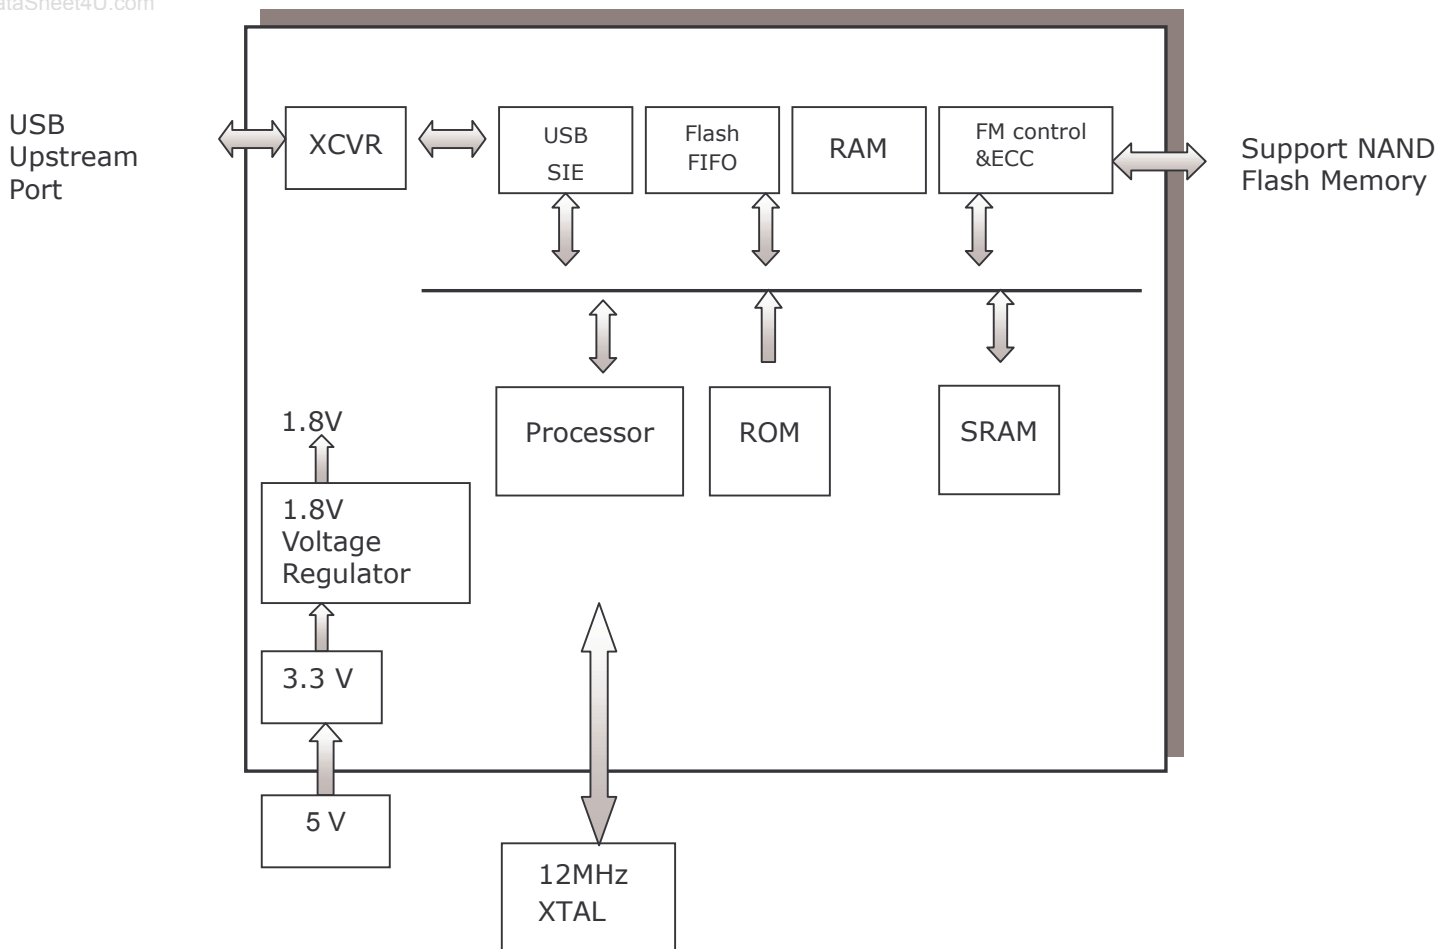 ataSheet4U.com
USB
Upstream
Port
XCVR
USB
SIE
Flash
FIFO
RAM
FM control
&ECC
Support NAND
Flash Memory
Processor
ROM
SRAM
1.8V
1.8V
Voltage
Regulator
3.3 V
5 V
12MHz
XTAL